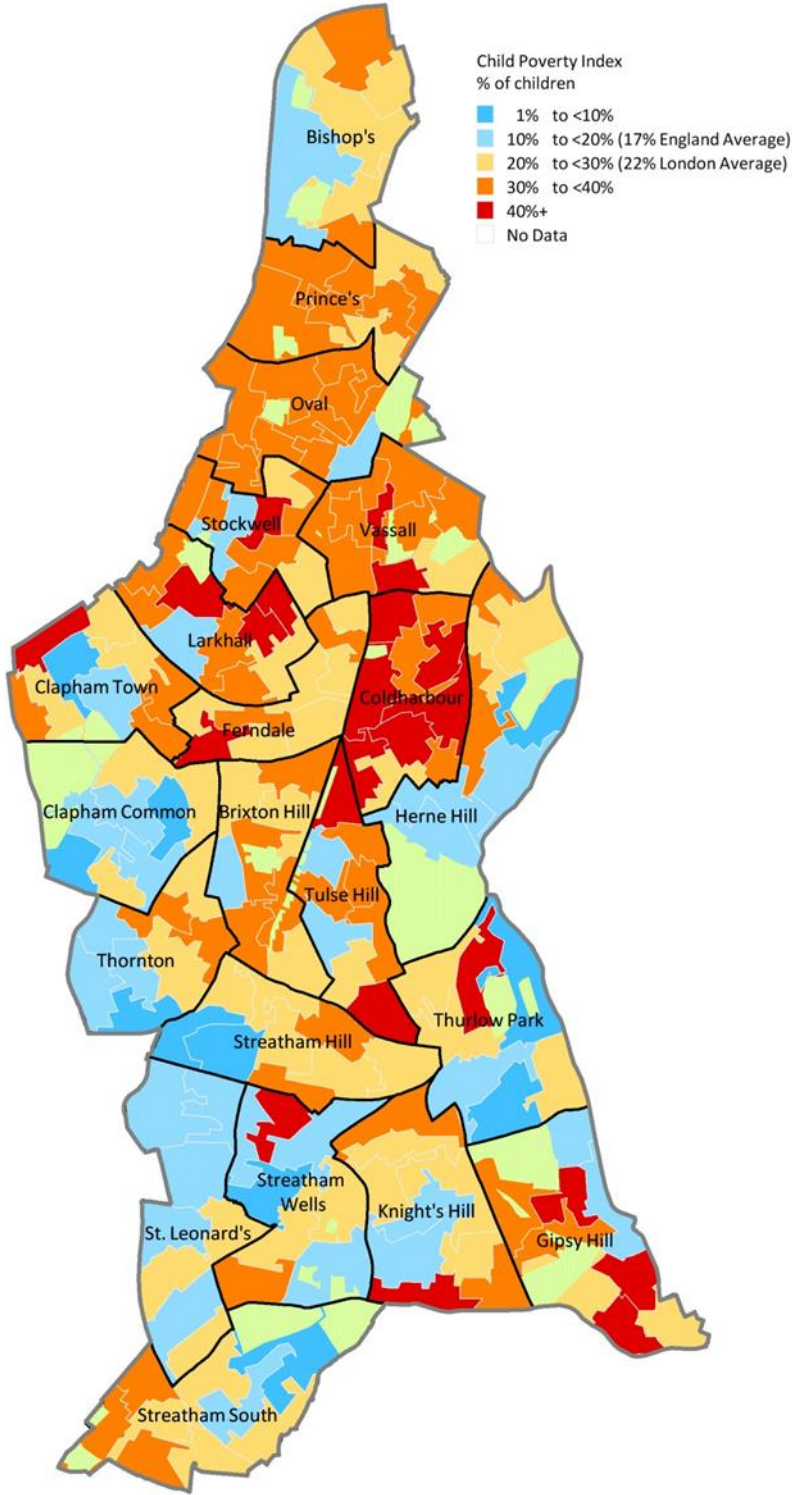 Child Poverty Index
% of children
1% to <10%
10% to <20% (17% England Average)
20% to <30% (22% London Average)
30% to <40%
40%+
No Data
Bishop's
Prince's
Oval
Stockwell
Vassall
Larkhall
Clapham Town
Coldharbour
Ferndale
Clapham Common
Brixton Hill
Herne Hill
Tulse Hill
Thornton
Thurlow Park
Streatham Hill
Streatham
Wells
Knight's Hill
St. Leonard's
Gipsy Hill
Streatham South